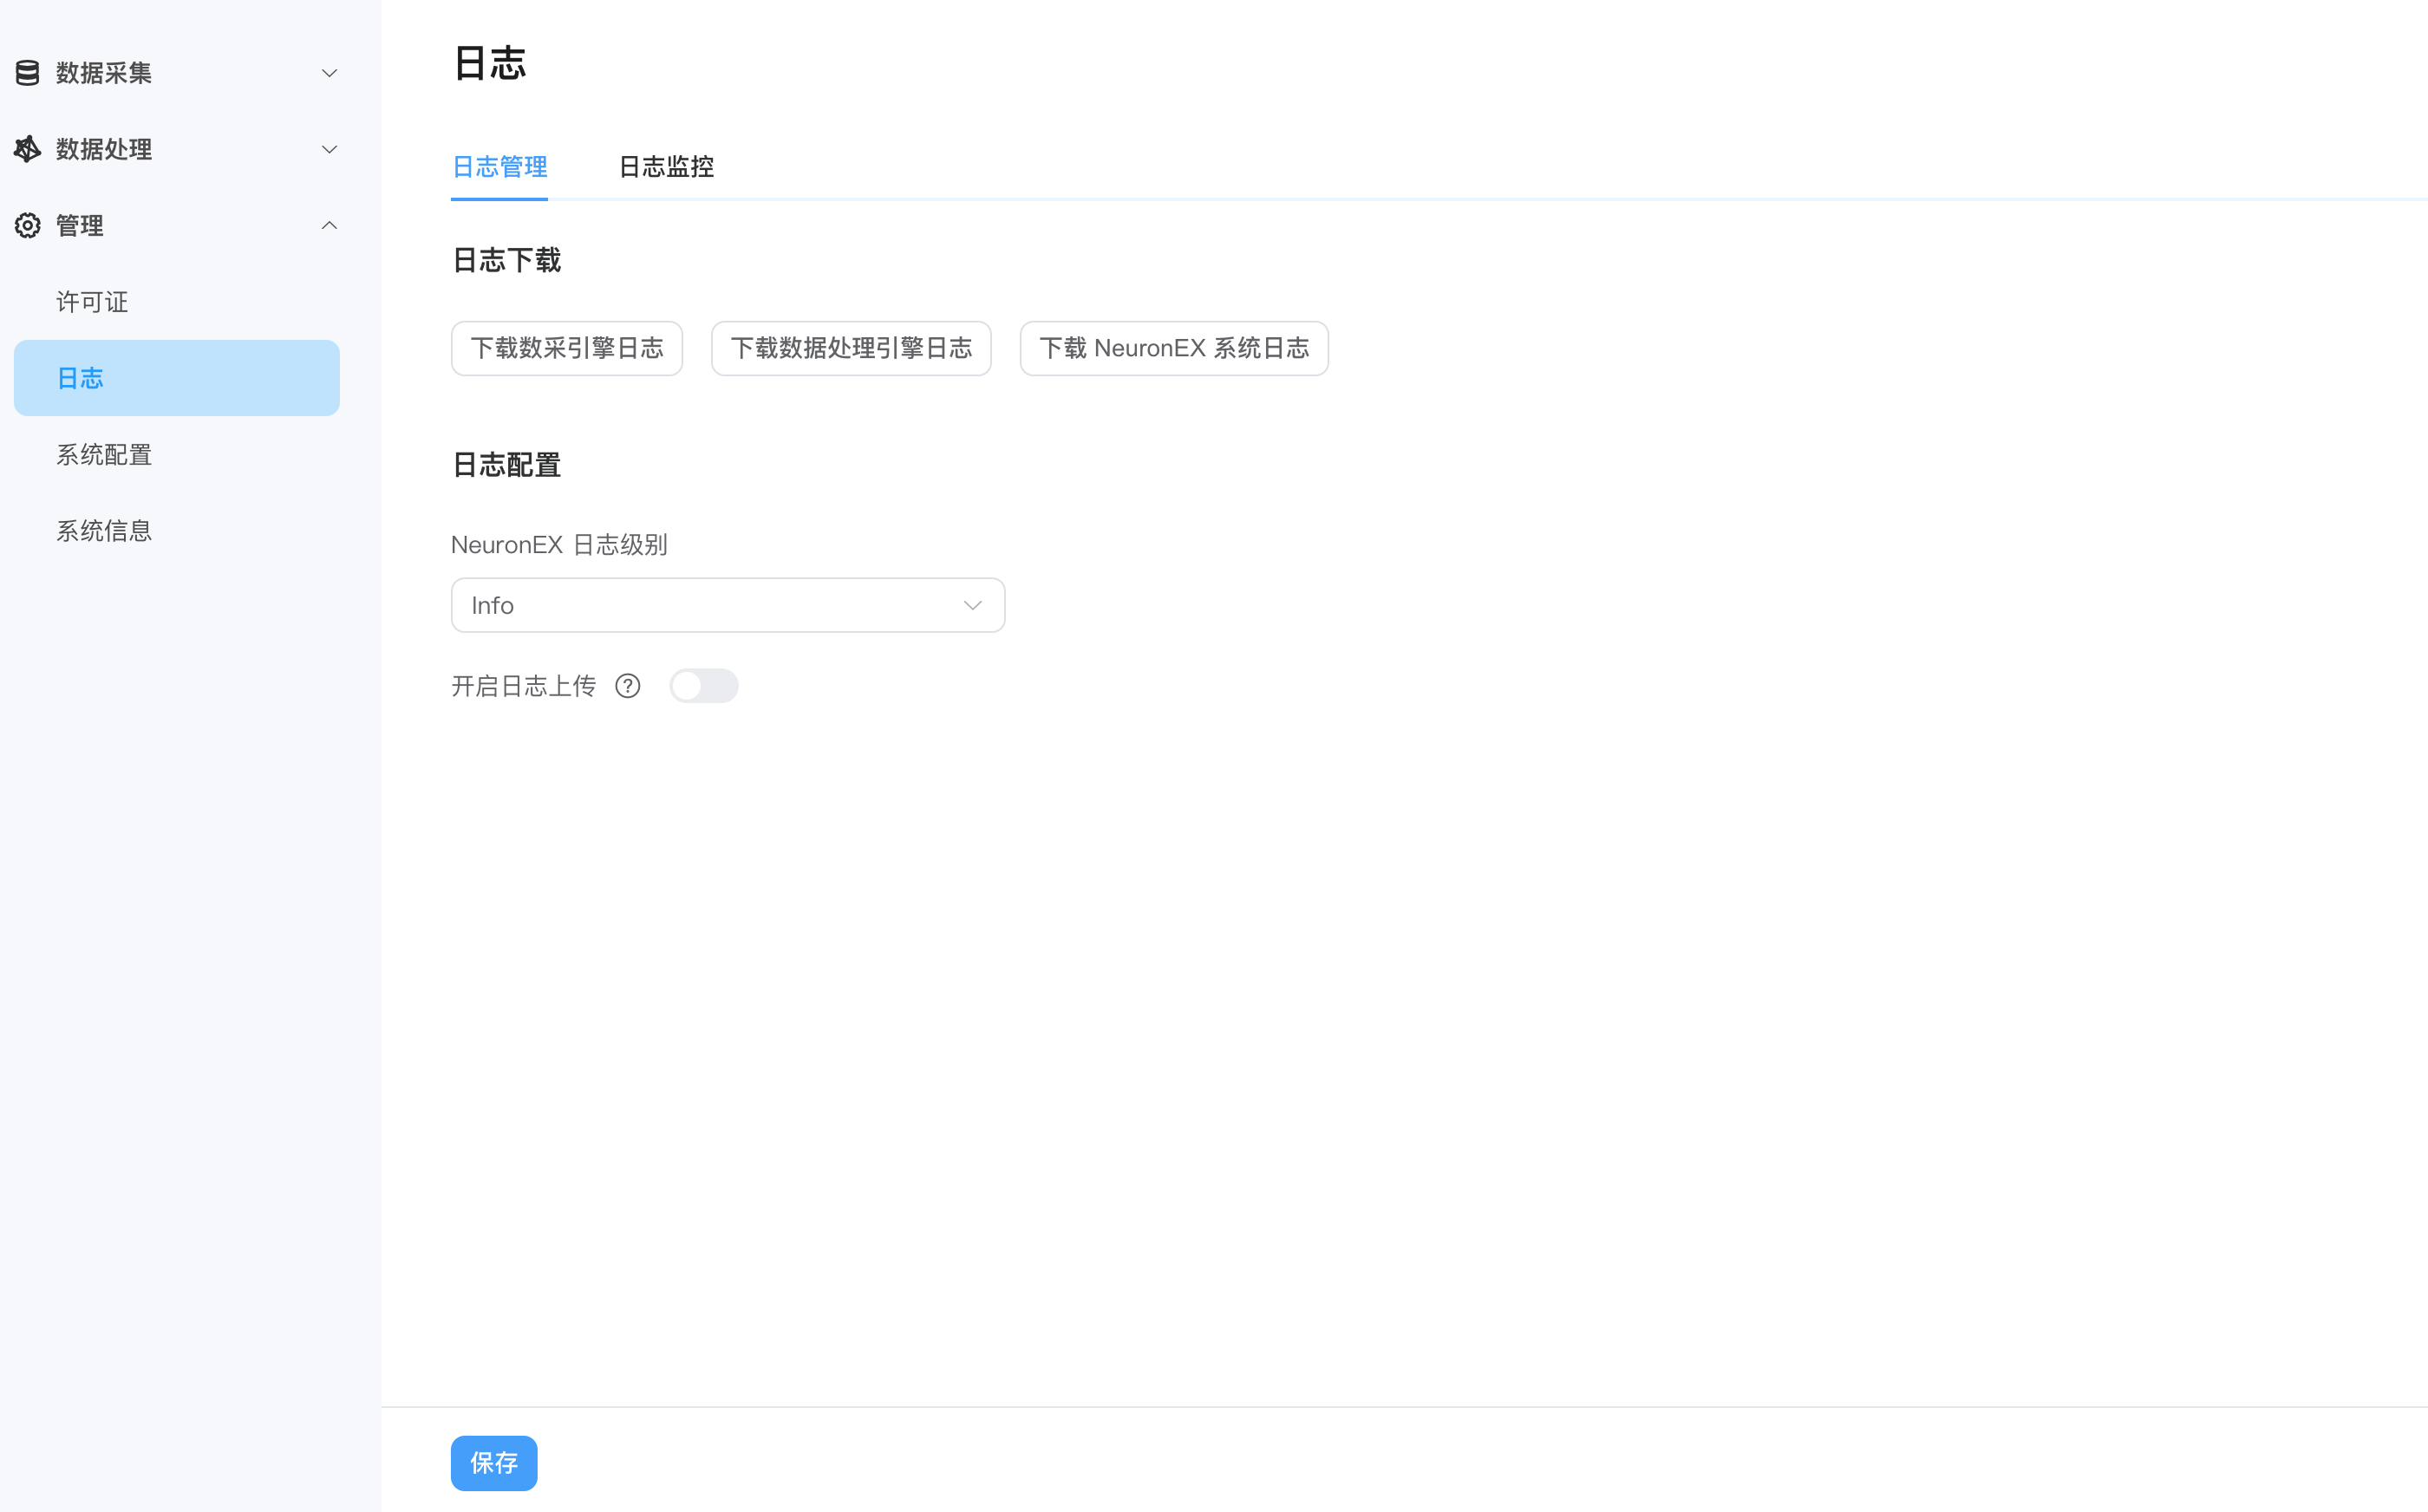 数据采集
数据处理
管理
许可证
日志
系统配置
系统信息
日志
日志管理 日志监控
日志下载
下载数采引擎日志 下载数据处理引擎日志 下载 NeuronEX 系统日志
日志配置
NeuronEX 日志级别
Info
开启日志上传 ?
保存